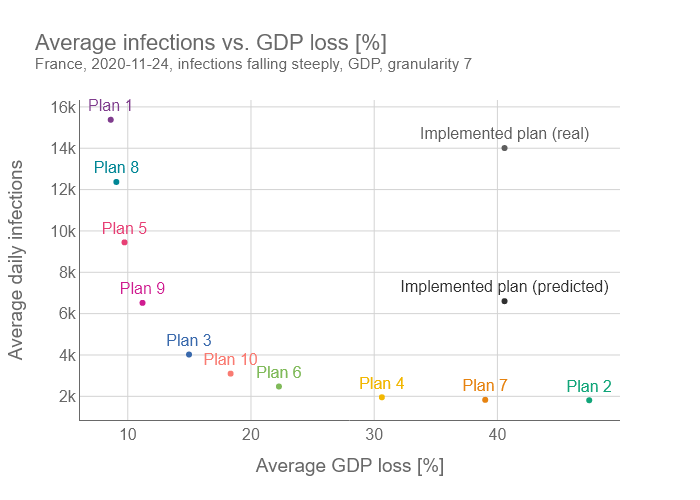 Average infections vs. GDP loss [%]
France, 2020-11-24, infections falling steeply, GDP, granularity 7
16k
Plan 1
Implemented plan (real)
14k
Plan 8
12k
Plan 5
10k
8k
Plan 9
Implemented plan (predicted)
6k
Plan 3
4k
Plan 10
Plan 6
Plan 4
Plan 7
Plan 2
2k
10
20
30
40
Average daily infections
Average GDP loss [%]